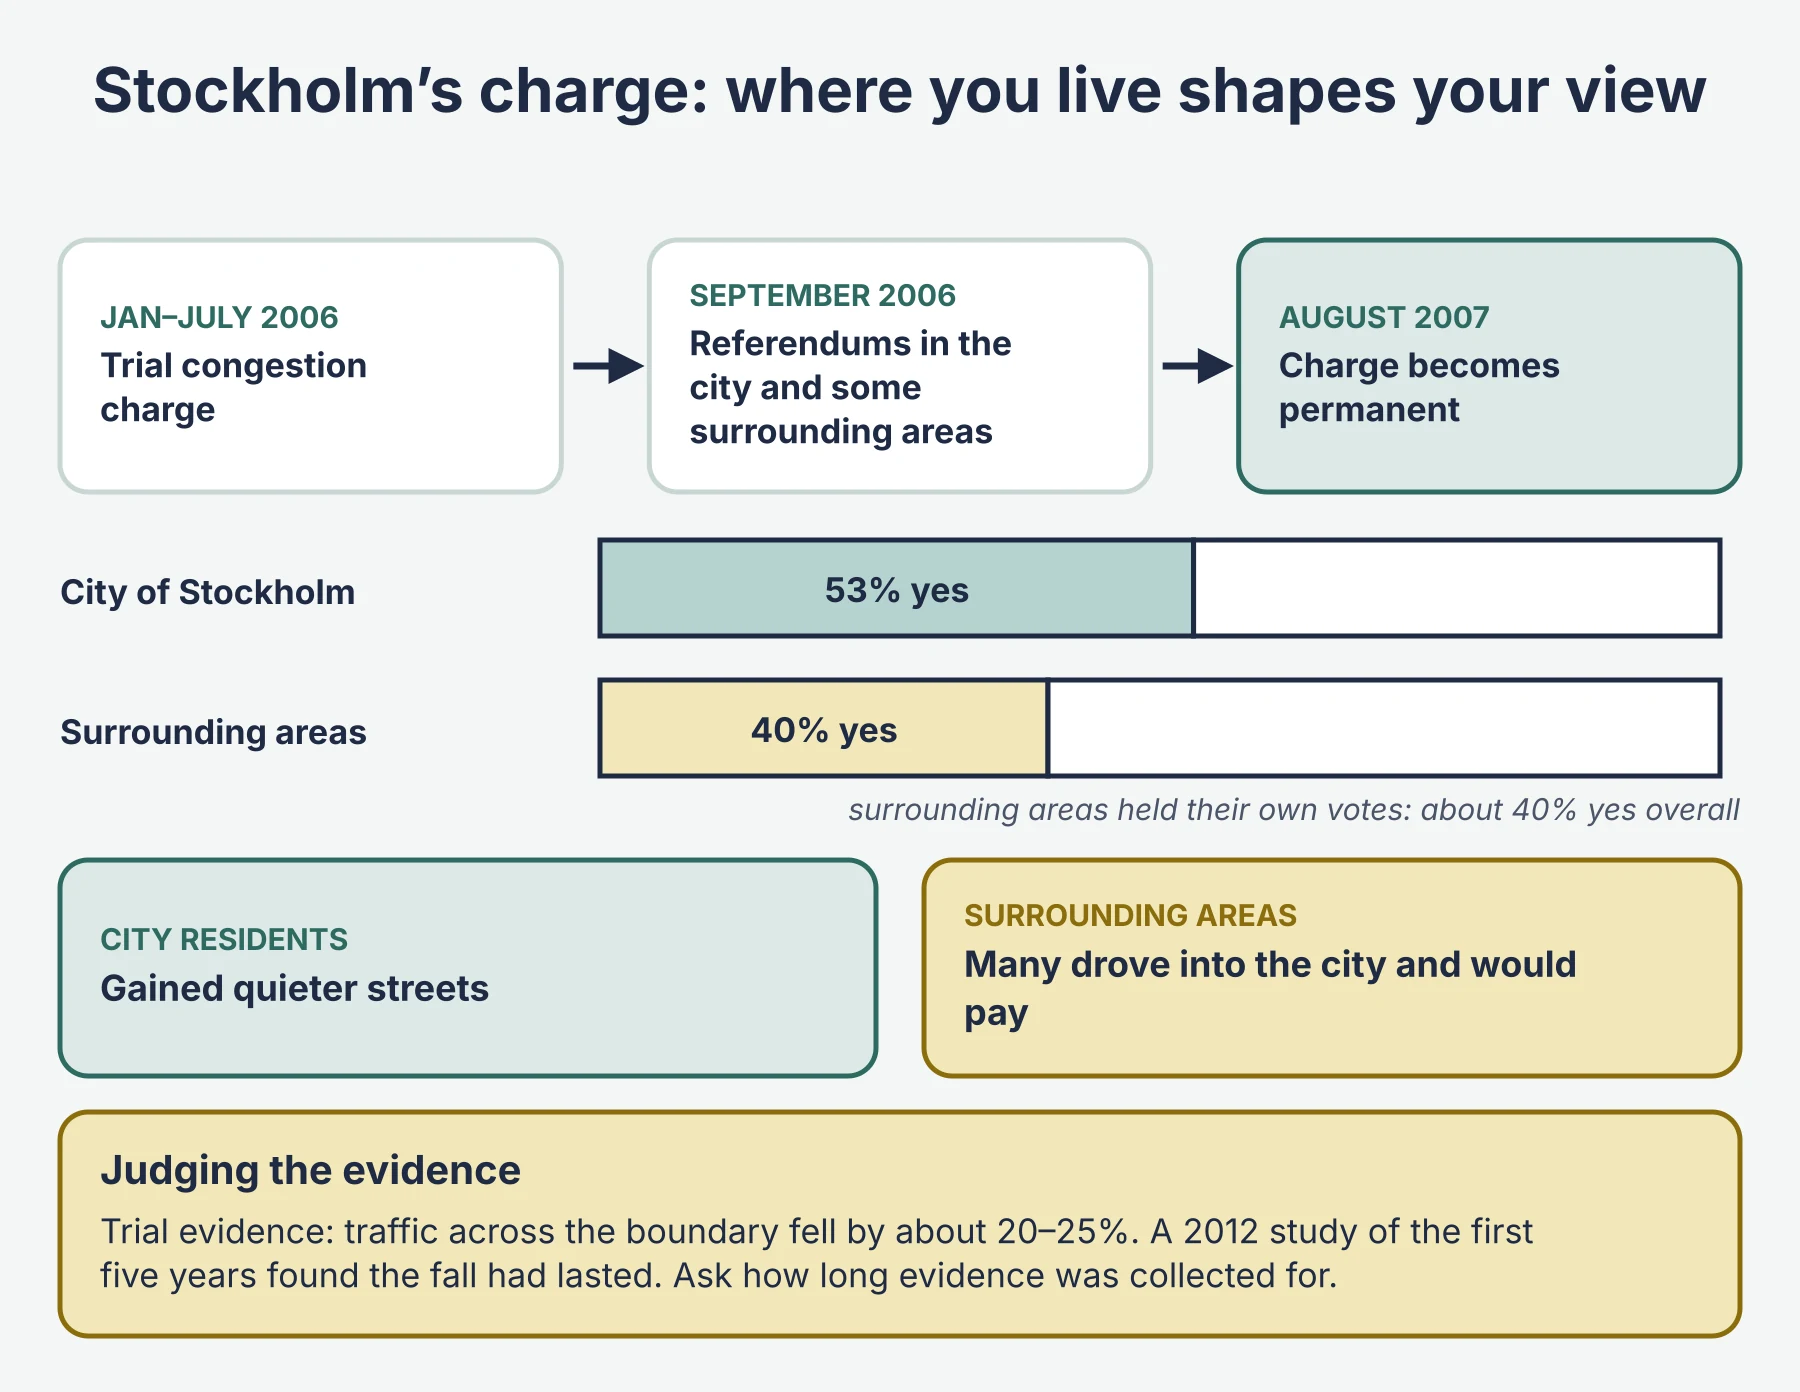 Stockholm’s charge: where you live shapes your view
JAN–JULY 2006
Trial congestion
charge
SEPTEMBER 2006
Referendums in the
city and some
surrounding areas
AUGUST 2007
Charge becomes
permanent
City of Stockholm
53% yes
Surrounding areas
40% yes
surrounding areas held their own votes: about 40% yes overall
CITY RESIDENTS
Gained quieter streets
SURROUNDING AREAS
Many drove into the city and would
pay
Judging the evidence
Trial evidence: traffic across the boundary fell by about 20–25%. A 2012 study of the first
five years found the fall had lasted. Ask how long evidence was collected for.